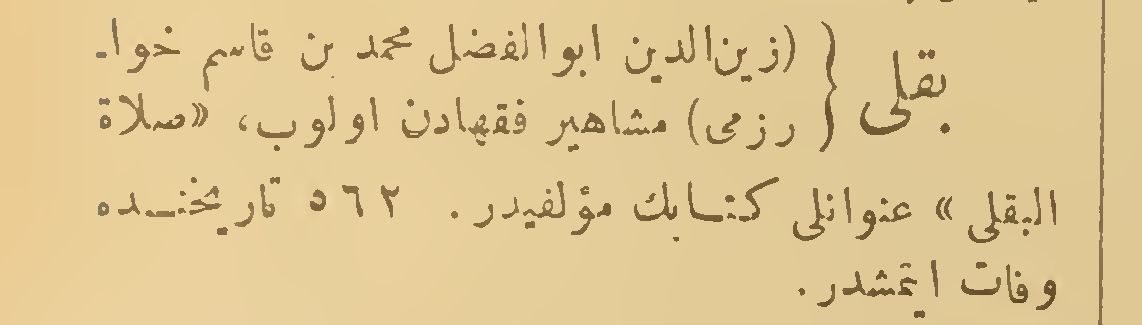 بقلی { (زین‌الدین ابوالفضل محمد بن قاسم خوا-
رزمی) مشاهیر فقهادن اولوب، «صلاة
البقلی» عنوانلی کتابك مؤلفیدر. ٥٦٢ تاریخنـده
وفات ایتمشدر.